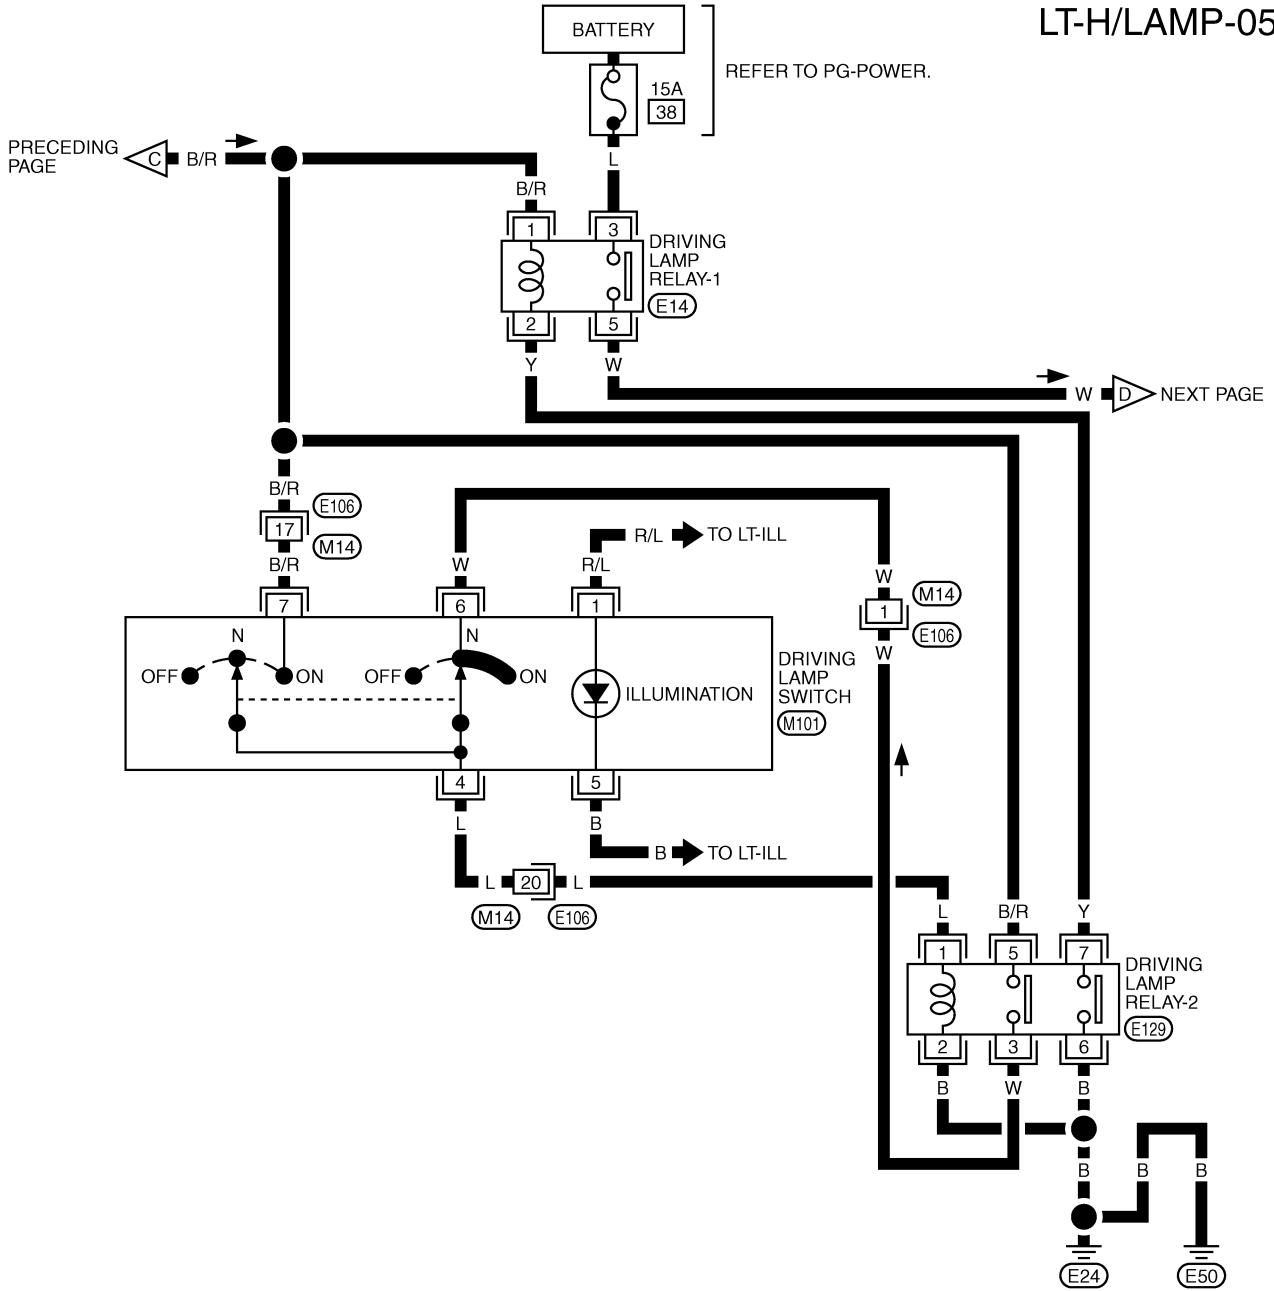 LT-H/LAMP-05
BATTERY
REFER TO PG-POWER.
15A
38
PRECEDING
PAGE
C
B/R
L
B/R
1
3
DRIVING
LAMP
RELAY-1
E14
2
5
Y
W
W
D
NEXT PAGE
B/R
E106
17
M14
B/R
R/L
TO LT-ILL
W
R/L
W
7
6
1
M14
1
E106
W
N
N
OFF
ON
OFF
ON
ILLUMINATION
DRIVING
LAMP
SWITCH
M101
4
5
L
B
B
TO LT-ILL
L
20
L
M14
E106
L
B/R
Y
1
5
7
DRIVING
LAMP
RELAY-2
E129
2
3
6
B
W
B
B
B
B
E24
E50